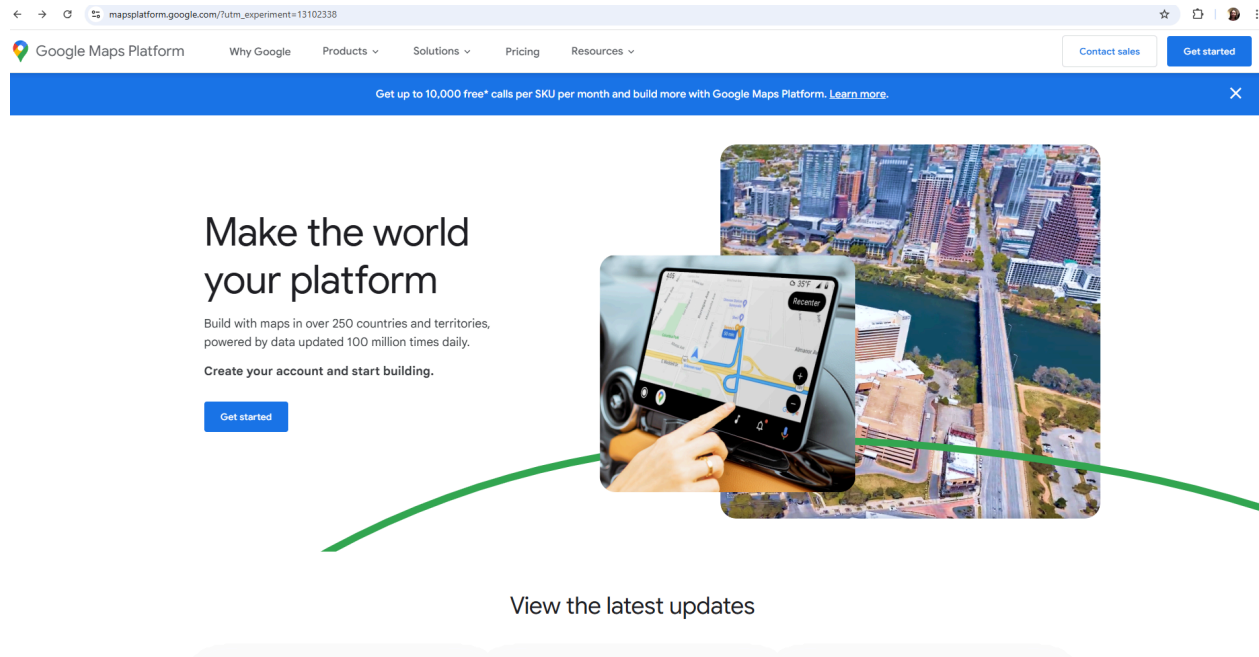 mapsplatform.google.com/?utm_experiment=13102338
Google Maps Platform
Why Google
Products
Solutions
Pricing
Resources
Contact sales
Get started
Get up to 10,000 free* calls per SKU per month and build more with Google Maps Platform. Learn more.
Make the world
your platform
Build with maps in over 250 countries and territories,
powered by data updated 100 million times daily.
Create your account and start building.
Get started
35°F
Recenter
View the latest updates